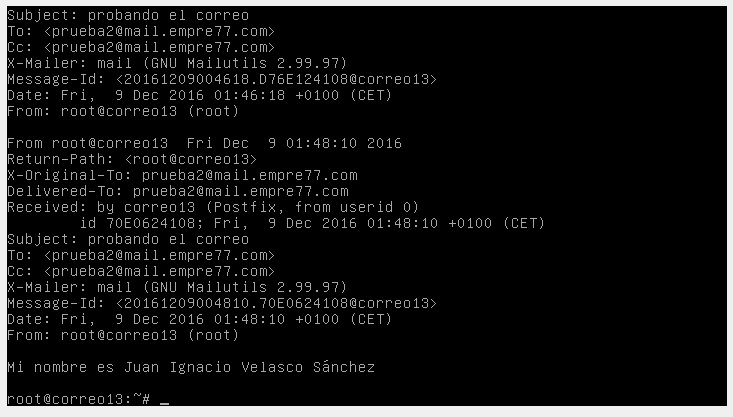 Subject: probando el correo
To: <prueba2@mail.empre77.com>
Cc: <prueba2@mail.empre77.com>
X-Mailer: mail (GNU Mailutils 2.99.97)
Message-Id: <20161209004618.D76E124108@correo13>
Date: Fri,  9 Dec 2016 01:46:18 +0100 (CET)
From: root@correo13 (root)

From root@correo13  Fri Dec  9 01:48:10 2016
Return-Path: <root@correo13>
X-Original-To: prueba2@mail.empre77.com
Delivered-To: prueba2@mail.empre77.com
Received: by correo13 (Postfix, from userid 0)
        id 70E0624108; Fri,  9 Dec 2016 01:48:10 +0100 (CET)
Subject: probando el correo
To: <prueba2@mail.empre77.com>
Cc: <prueba2@mail.empre77.com>
X-Mailer: mail (GNU Mailutils 2.99.97)
Message-Id: <20161209004810.70E0624108@correo13>
Date: Fri,  9 Dec 2016 01:48:10 +0100 (CET)
From: root@correo13 (root)

Mi nombre es Juan Ignacio Velasco Sánchez

root@correo13:~# _